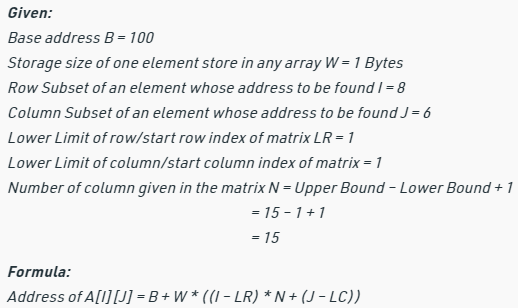 Given:
Base address B = 100
Storage size of one element store in any array W = 1 Bytes
Row Subset of an element whose address to be found I = 8
Column Subset of an element whose address to be found J = 6
Lower Limit of row/start row index of matrix LR = 1
Lower Limit of column/start column index of matrix = 1
Number of column given in the matrix N = Upper Bound – Lower Bound + 1
= 15 – 1 + 1
= 15
Formula:
Address of A[I][J] = B + W * ((I – LR) * N + (J – LC))